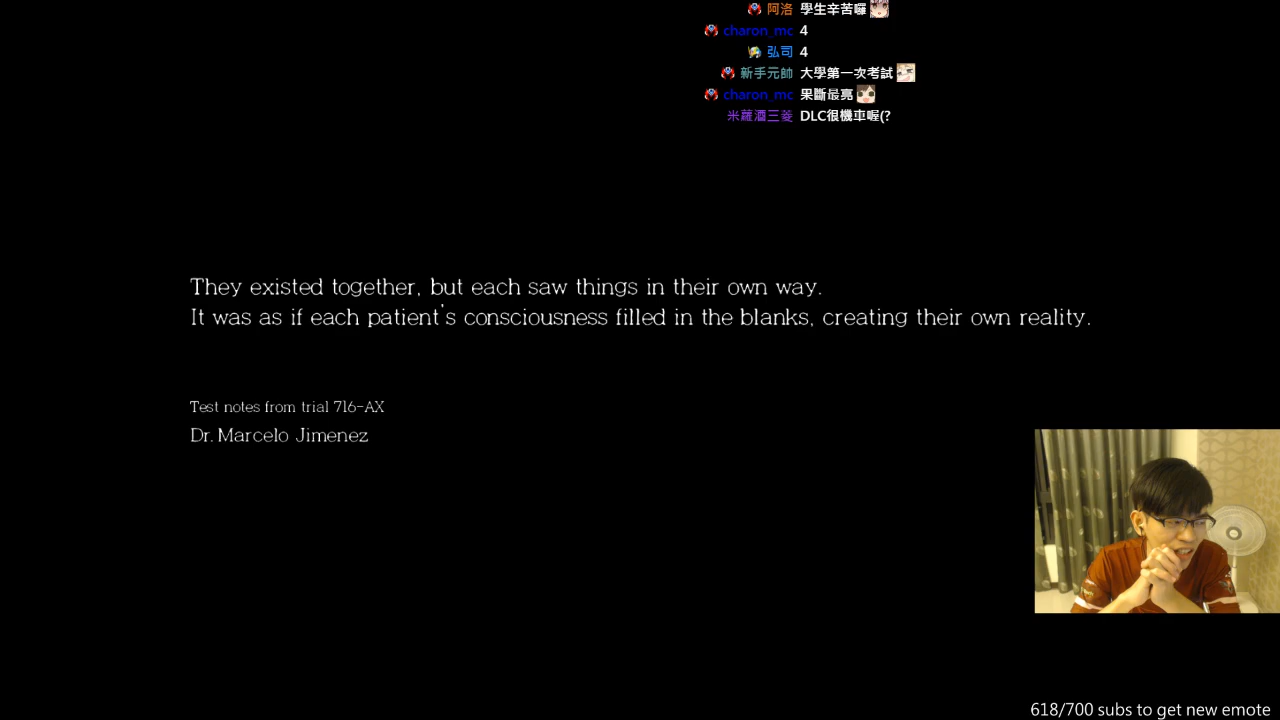 阿洛 學生辛苦囉
charon_mc 4
弘司 4
新手元帥 大學第一次考試
charon_mc 果斷最亮
米蘿酒三菱 DLC很機車喔(?
They existed together, but each saw things in their own way.
It was as if each patient's consciousness filled in the blanks, creating their own reality.
Test notes from trial 716-AX
Dr. Marcelo Jimenez
618/700 subs to get new emote